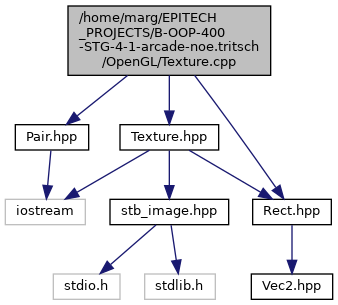 /home/marg/EPITECH
_PROJECTS/B-OOP-400
-STG-4-1-arcade-noe.tritsch
/OpenGL/Texture.cpp
Pair.hpp
Texture.hpp
iostream
stb_image.hpp
Rect.hpp
stdio.h
stdlib.h
Vec2.hpp